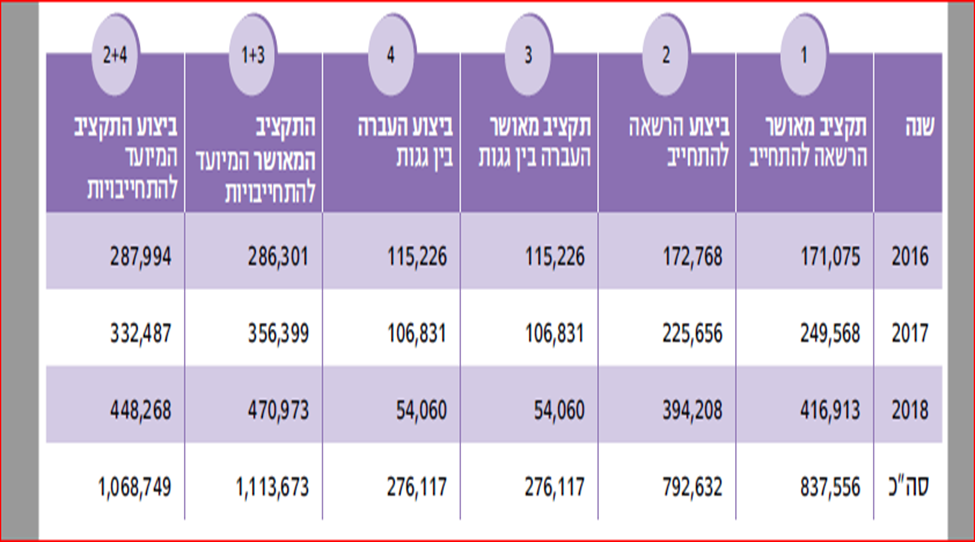 1 2 3 4 1+3 2+4
שנה תקציב מאושר ביצוע הרשאה תקציב מאושר ביצוע העברה התקציב ביצוע התקציב
הרשאה להתחייב להתחייב העברה בין גגות בין גגות המאושר המיועד המיועד
להתחייבויות להתחייבויות
2016 171,075 172,768 115,226 115,226 286,301 287,994
2017 249,568 225,656 106,831 106,831 356,399 332,487
2018 416,913 394,208 54,060 54,060 470,973 448,268
סה"כ 837,556 792,632 276,117 276,117 1,113,673 1,068,749